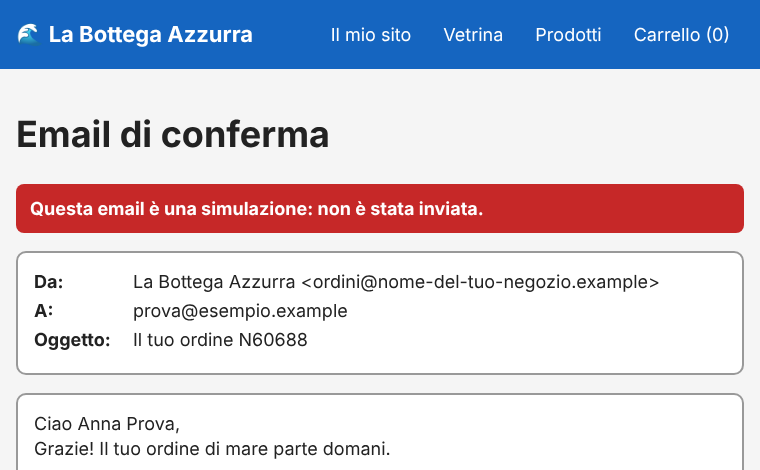 🌊 La Bottega Azzurra Il mio sito Vetrina Prodotti Carrello (0)
Email di conferma
Questa email è una simulazione: non è stata inviata.
Da: La Bottega Azzurra <ordini@nome-del-tuo-negozio.example>
A: prova@esempio.example
Oggetto: Il tuo ordine N60688
Ciao Anna Prova,
Grazie! Il tuo ordine di mare parte domani.